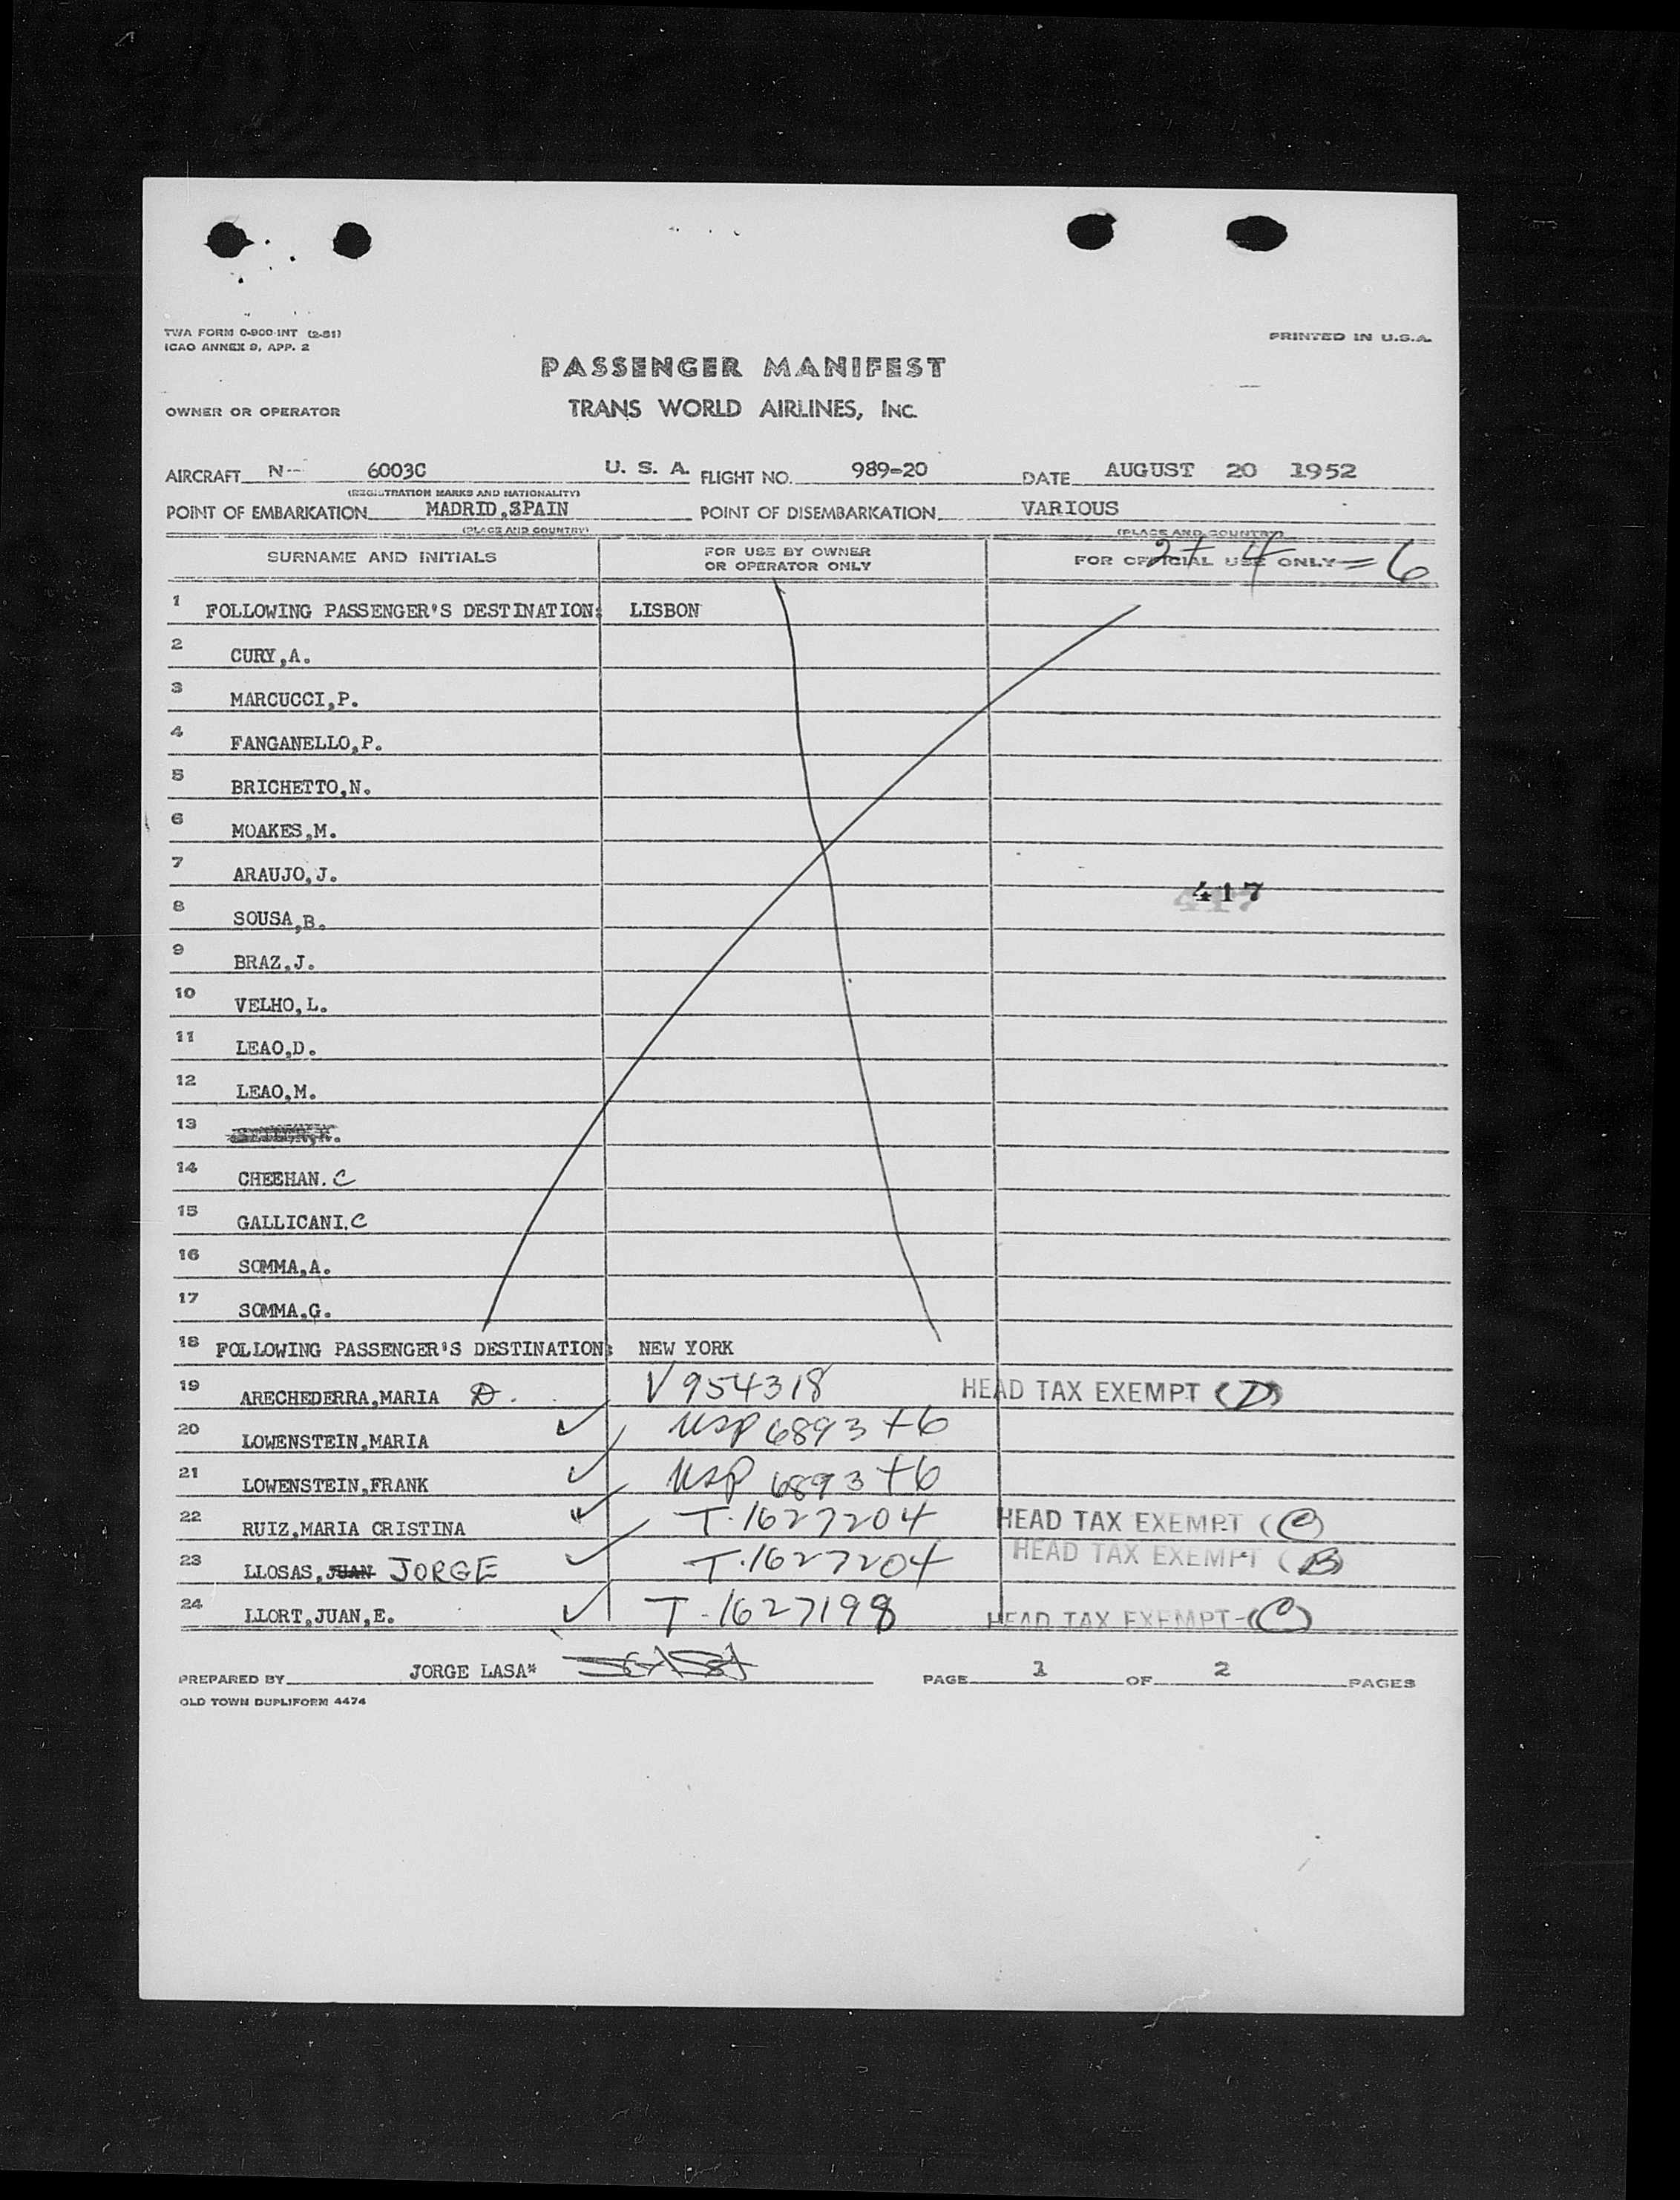 TWA FORM C-900-INT (2-51)
ICAO ANNEX 9, APP. 2
PRINTED IN U.S.A.
PASSENGER MANIFEST
OWNER OR OPERATOR
TRANS WORLD AIRLINES, INC.
AIRCRAFT N-- 6003C U. S. A. FLIGHT NO. 989-20 DATE AUGUST 20 1952
(REGISTRATION MARKS AND NATIONALITY)
POINT OF EMBARKATION MADRID,SPAIN POINT OF DISEMBARKATION VARIOUS
(PLACE AND COUNTRY) (PLACE AND COUNTRY)
SURNAME AND INITIALS FOR USE BY OWNER OR OPERATOR ONLY FOR OFFICIAL USE ONLY 2 + 4 = 6
1 FOLLOWING PASSENGER'S DESTINATION: LISBON
2 CURY,A.
3 MARCUCCI,P.
4 FANGANELLO,P.
5 BRICHETTO,N.
6 MOAKES,M.
7 ARAUJO,J.
417
8 SOUSA,B.
9 BRAZ,J.
10 VELHO,L.
11 LEAO,D.
12 LEAO,M.
13
14 CHEEHAN. C
15 GALLICANI. C
16 SOMMA,A.
17 SOMMA,G.
18 FOLLOWING PASSENGER'S DESTINATION: NEW YORK
19 ARECHEDERRA,MARIA D. V 954318 HEAD TAX EXEMPT (D)
20 LOWENSTEIN,MARIA ✓ USP 6893+6
21 LOWENSTEIN,FRANK ✓ USP 6893+6
22 RUIZ,MARIA CRISTINA ✓ T-1627204 HEAD TAX EXEMPT (C)
23 LLOSAS,JUAN JORGE ✓ T-1627204 HEAD TAX EXEMPT (B)
24 LLORT,JUAN,E. ✓ T-1627198 HEAD TAX EXEMPT (C)
PREPARED BY JORGE LASA* PAGE 1 OF 2 PAGES
OLD TOWN DUPLIFORM 4474